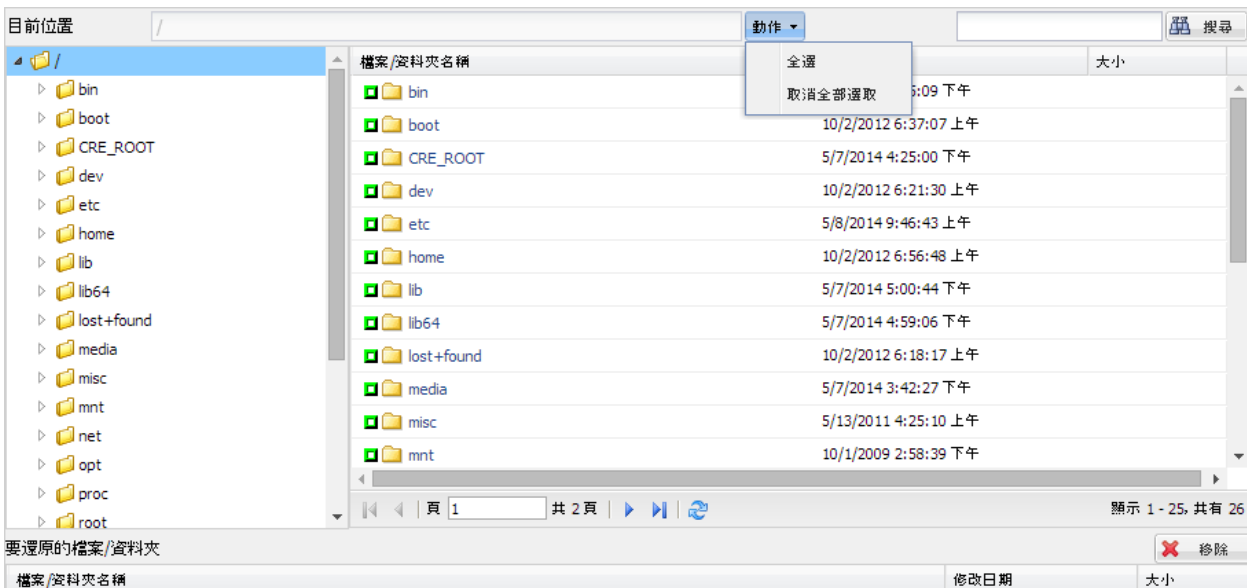 目前位置 / 動作 搜尋
全選
取消全部選取
/
bin
boot
CRE_ROOT
dev
etc
home
lib
lib64
lost+found
media
misc
mnt
net
opt
proc
root
檔案/資料夾名稱 大小
bin 5:09 下午
boot 10/2/2012 6:37:07 上午
CRE_ROOT 5/7/2014 4:25:00 下午
dev 10/2/2012 6:21:30 上午
etc 5/8/2014 9:46:43 上午
home 10/2/2012 6:56:48 上午
lib 5/7/2014 5:00:44 下午
lib64 5/7/2014 4:59:06 下午
lost+found 10/2/2012 6:18:17 上午
media 5/7/2014 3:42:27 下午
misc 5/13/2011 4:25:10 上午
mnt 10/1/2009 2:58:39 下午
頁 1 共 2 頁 顯示 1 - 25, 共有 26
要還原的檔案/資料夾 移除
檔案/資料夾名稱 修改日期 大小